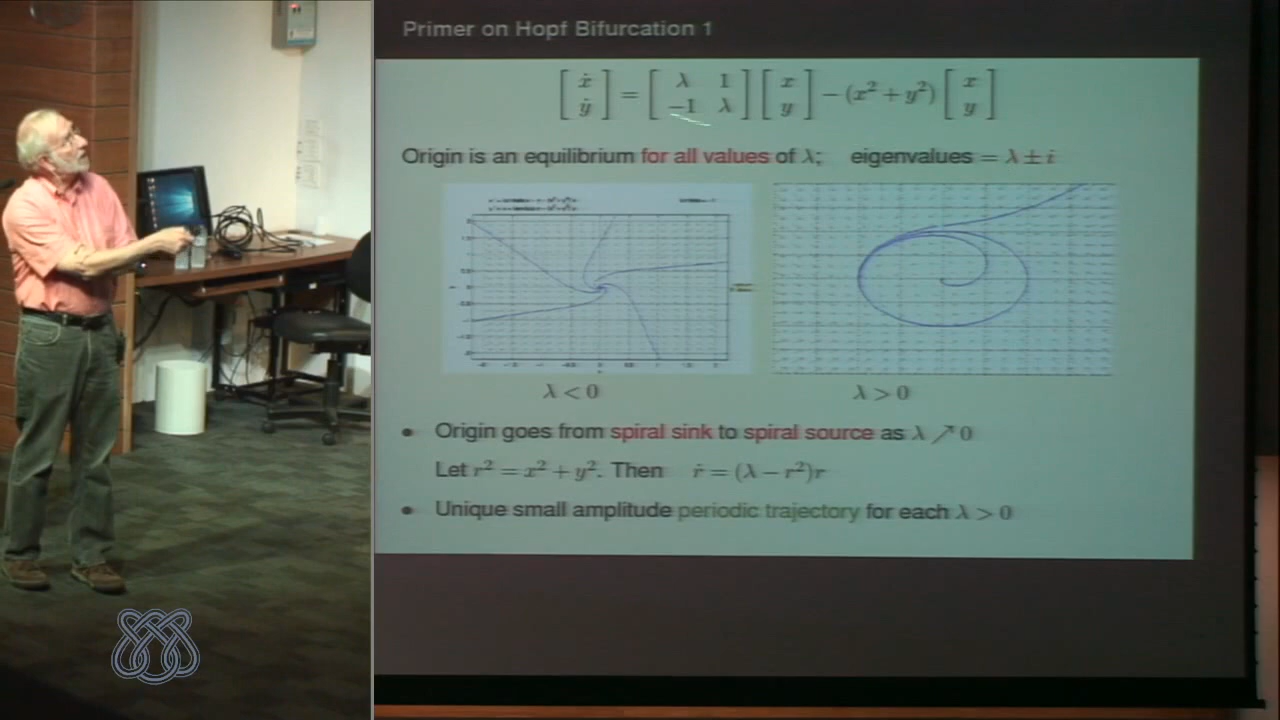 Primer on Hopf Bifurcation 1
[ẋ ẏ] = [λ 1 −1 λ] [x y] − (x² + y²) [x y]
Origin is an equilibrium for all values of λ; eigenvalues = λ ± i
λ < 0
λ > 0
• Origin goes from spiral sink to spiral source as λ ↗ 0
Let r² = x² + y². Then ṙ = (λ − r²)r
• Unique small amplitude periodic trajectory for each λ > 0